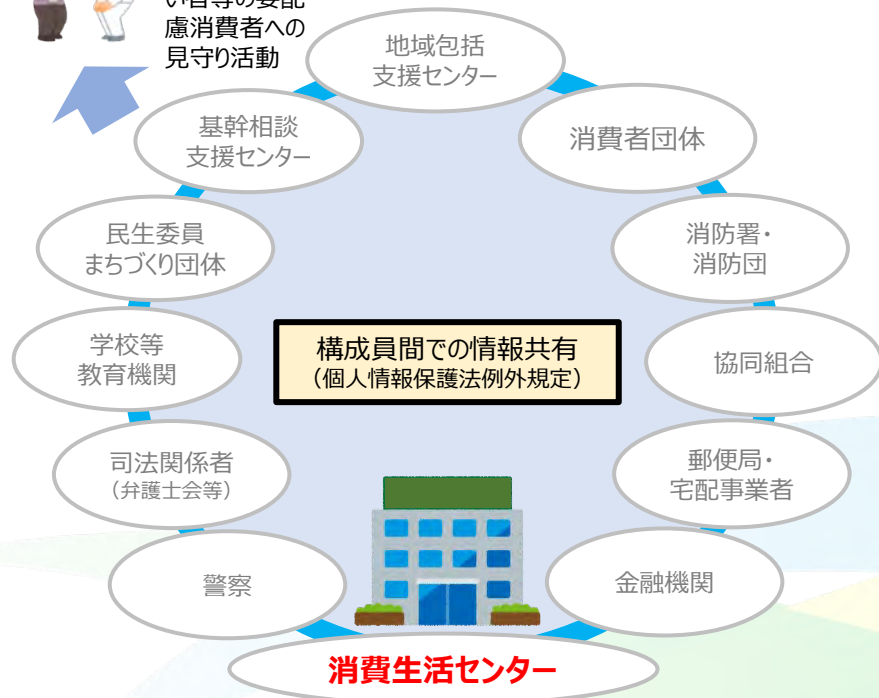 い者等の要配
慮消費者への
見守り活動
地域包括
支援センター
基幹相談
支援センター
消費者団体
民生委員
まちづくり団体
消防署・
消防団
学校等
教育機関
構成員間での情報共有
（個人情報保護法例外規定）
協同組合
司法関係者
（弁護士会等）
郵便局・
宅配事業者
警察
金融機関
消費生活センター